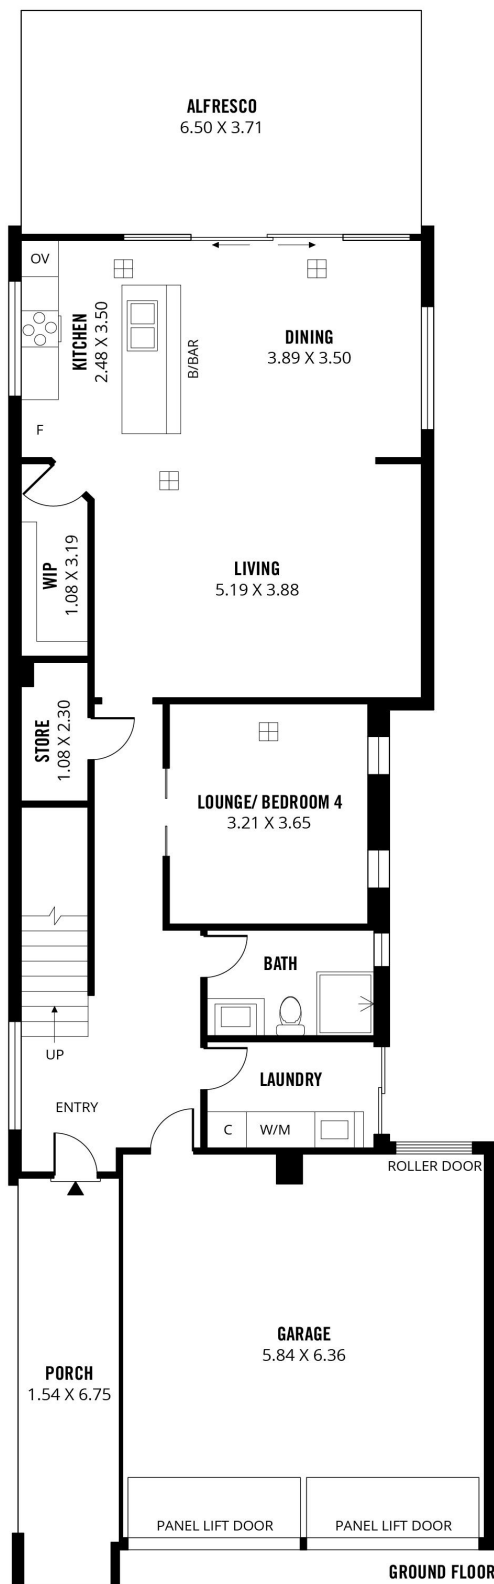 ALFRESCO
6.50 X 3.71
OV
KITCHEN
2.48 X 3.50
B/BAR
DINING
3.89 X 3.50
F
WIP
1.08 X 3.19
LIVING
5.19 X 3.88
STORE
1.08 X 2.30
LOUNGE/ BEDROOM 4
3.21 X 3.65
BATH
UP
LAUNDRY
ENTRY
C
W/M
ROLLER DOOR
GARAGE
5.84 X 6.36
PORCH
1.54 X 6.75
PANEL LIFT DOOR
PANEL LIFT DOOR
GROUND FLOOR